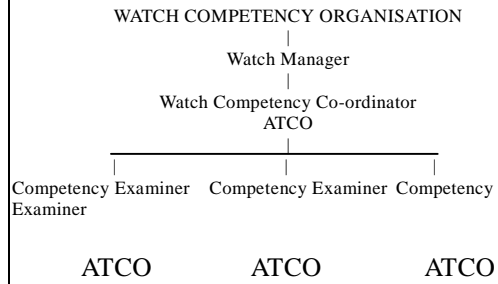 WATCH COMPETENCY ORGANISATION
Watch Manager
Watch Competency Co-ordinator
ATCO
Competency Examiner Competency Examiner Competency
Examiner
ATCO ATCO ATCO